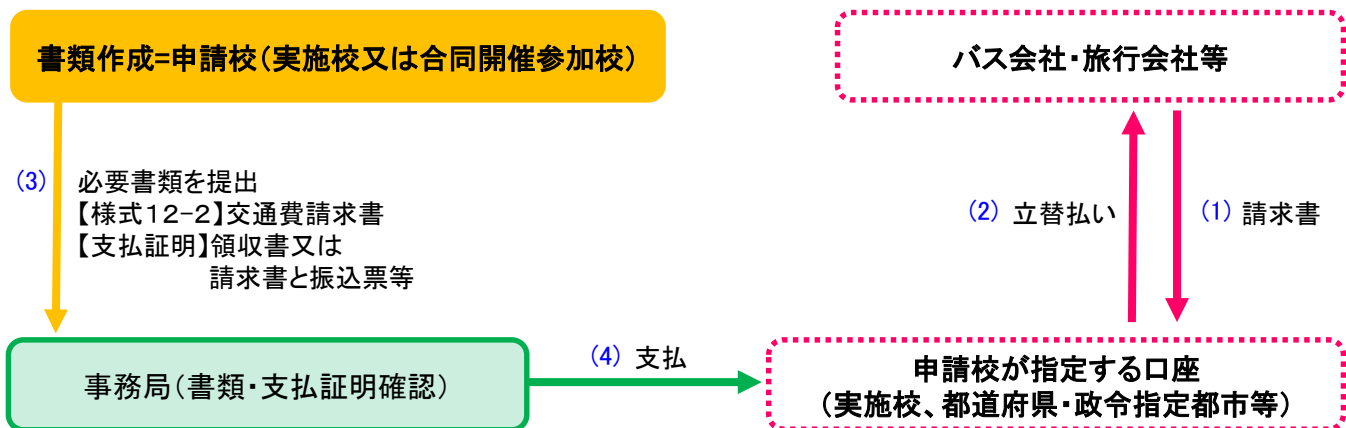 書類作成=申請校(実施校又は合同開催参加校)
バス会社・旅行会社等
(3) 必要書類を提出
【様式12-2】交通費請求書
【支払証明】領収書又は
請求書と振込票等
(2) 立替払い
(1) 請求書
事務局(書類・支払証明確認)
(4) 支払
申請校が指定する口座
(実施校、都道府県・政令指定都市等)